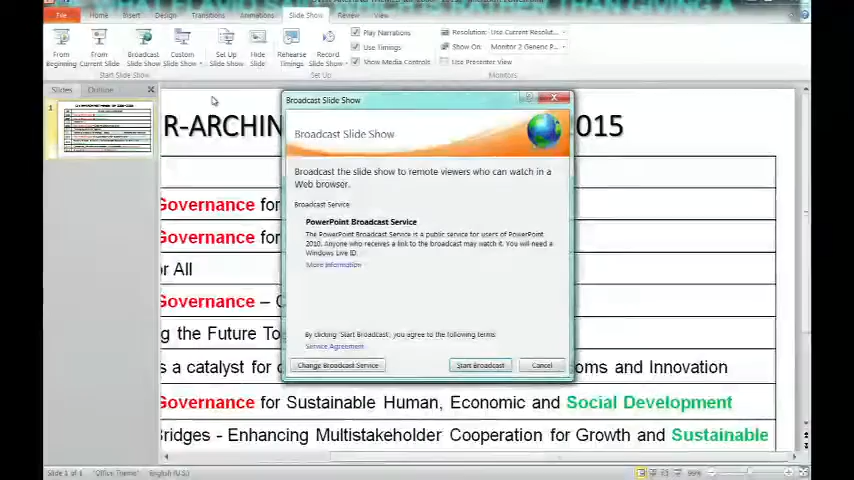 File Home Insert Design Transitions Animations Slide Show Review View
From Beginning
From Current Slide
Broadcast Slide Show
Custom Slide Show
Set Up Slide Show
Hide Slide
Rehearse Timings
Record Slide Show
Play Narrations
Use Timings
Show Media Controls
Resolution: Use Current Resolut...
Show On: Monitor 2 Generic P...
Use Presenter View
Start Slide Show
Set Up
Monitors
Slides Outline
1
R-ARCHIN
2015
Governance for
Governance for
or All
Governance –
g the Future To
s a catalyst for
oms and Innovation
Governance for Sustainable Human, Economic and Social Development
Bridges - Enhancing Multistakeholder Cooperation for Growth and Sustainable
Broadcast Slide Show
Broadcast Slide Show
Broadcast the slide show to remote viewers who can watch in a
Web browser.
Broadcast Service
PowerPoint Broadcast Service
The PowerPoint Broadcast Service is a public service for users of PowerPoint
2010. Anyone who receives a link to the broadcast may watch it. You will need a
Windows Live ID.
More Information
By clicking 'Start Broadcast', you agree to the following terms
Service Agreement
Change Broadcast Service
Start Broadcast
Cancel
Slide 1 of 1 "Office Theme" English (U.S.)